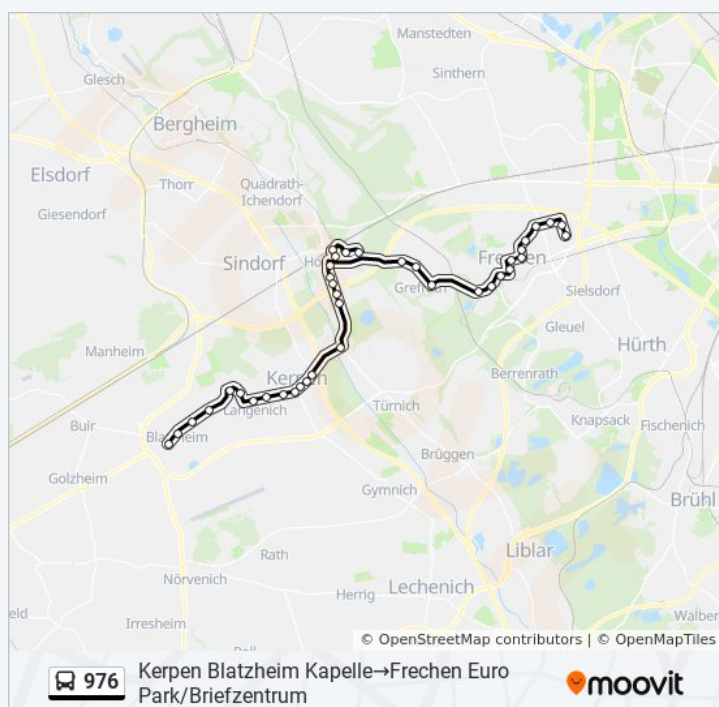 Manstedten
Glesch
Sinthern
Bergheim
Elsdorf
Thorr
Quadrath-
Ichendorf
Giesendorf
Sindorf
Frechen
Sielsdorf
Gleuel
Hürth
Manheim
Berrenrath
Kerpen
Langenich
Türnich
Knapsack
Buir
Blatzheim
Fischenich
Golzheim
Brüggen
Gymnich
Brühl
Rath
Liblar
Nörvenich
Lechenich
Herrig
Irresheim
© OpenStreetMap contributors | © OpenMapTiles
976
Kerpen Blatzheim Kapelle→Frechen Euro
Park/Briefzentrum
moovit